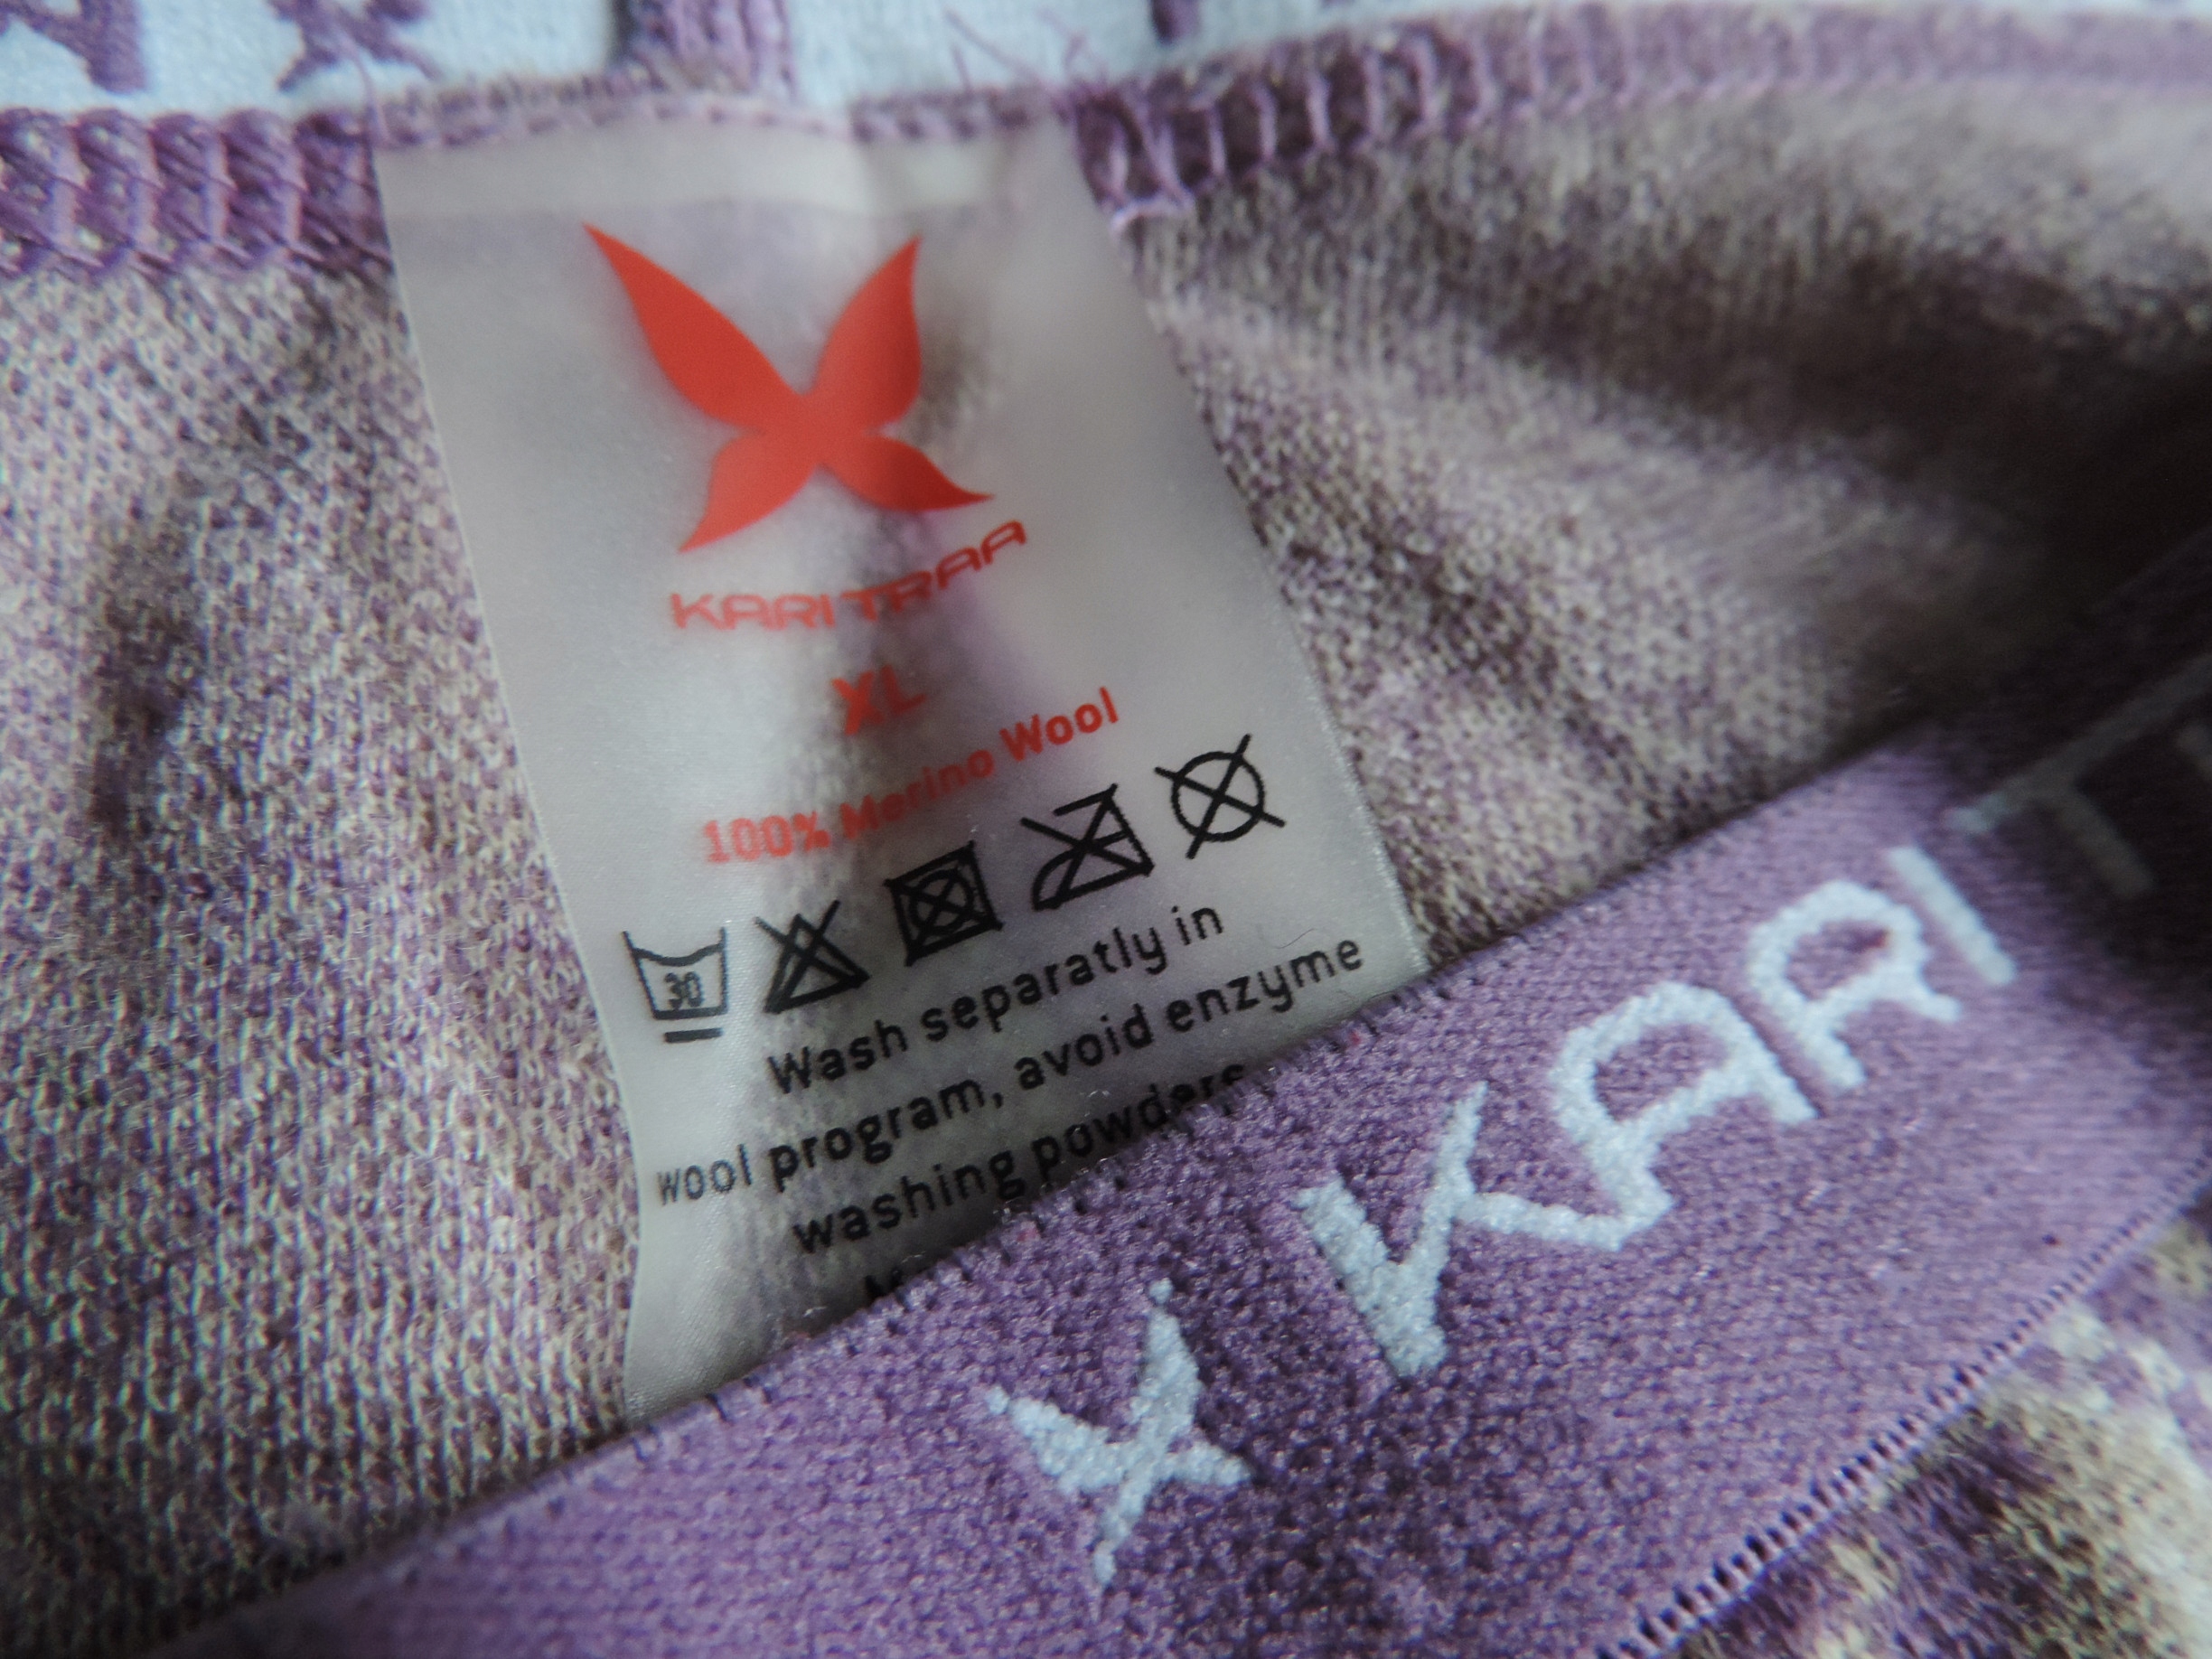 KARI TRAA
XL
100% Merino Wool
30
Wash separatly in
wool program, avoid enzyme
washing powders
KARI T